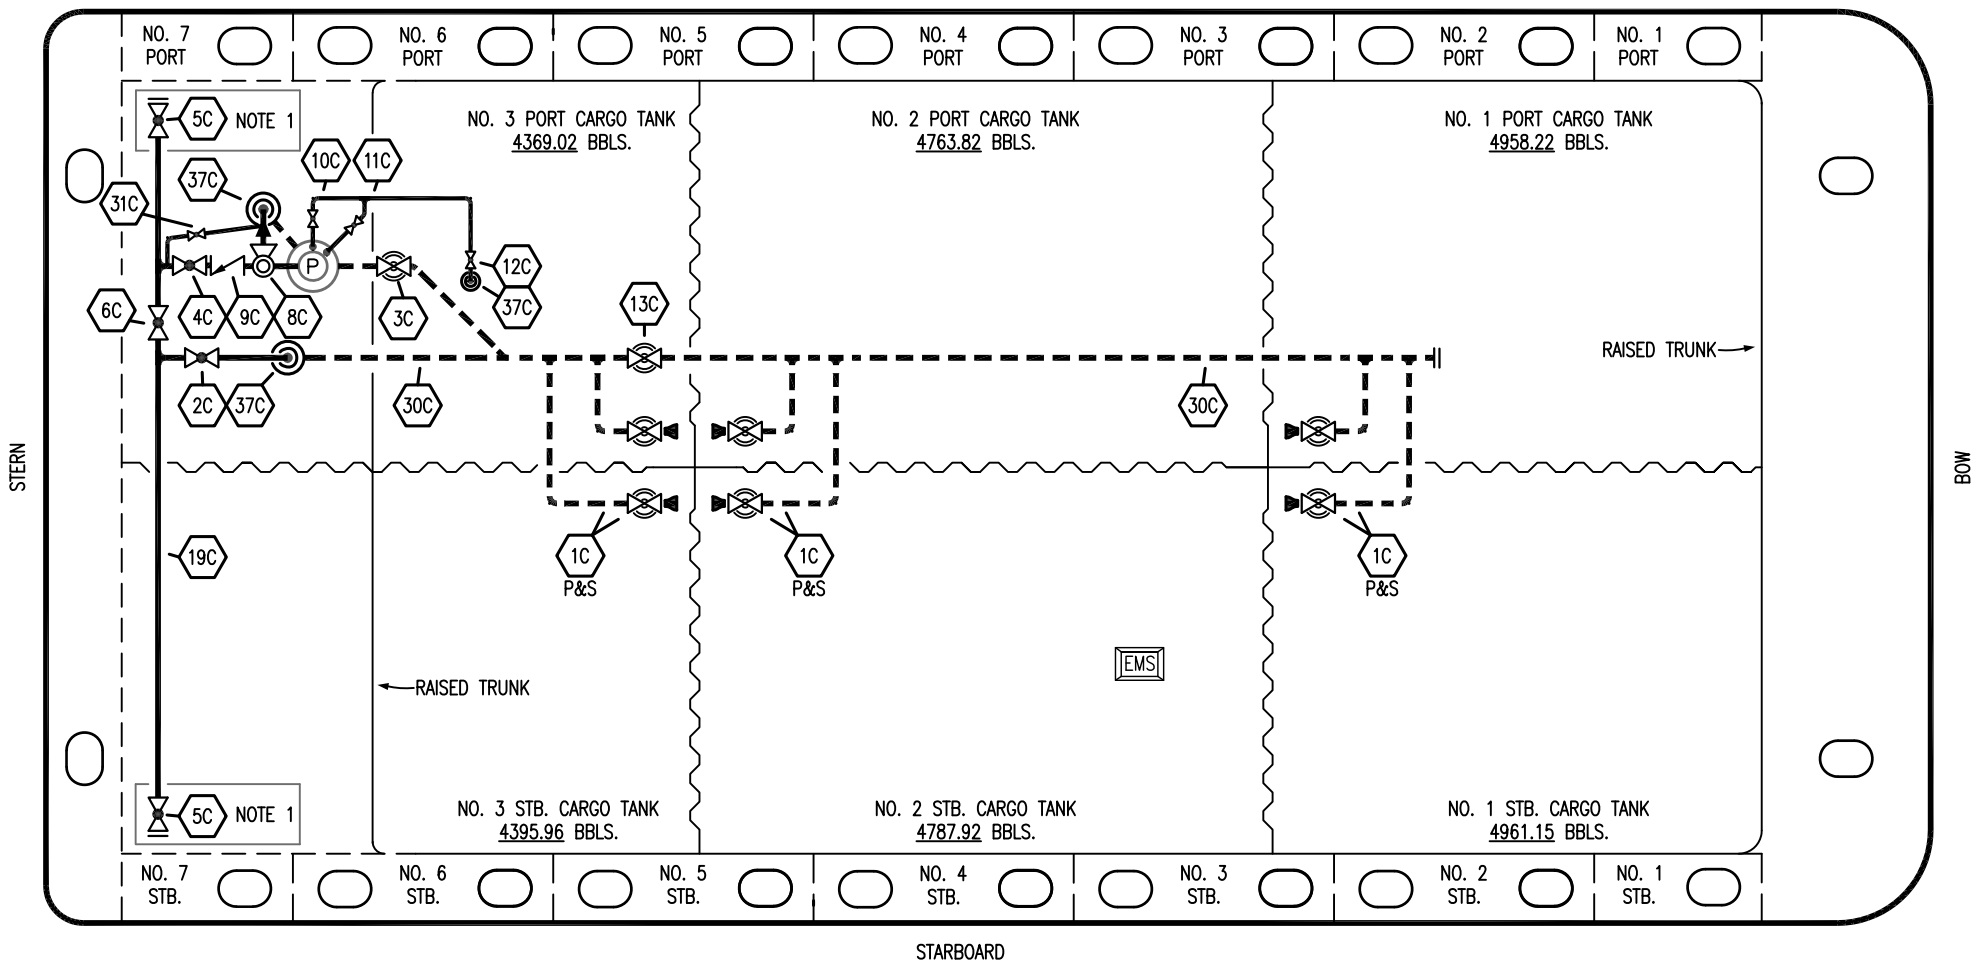 NO. 7
PORT
NO. 6
PORT
NO. 5
PORT
NO. 4
PORT
NO. 3
PORT
NO. 2
PORT
NO. 1
PORT
5C
NOTE 1
NO. 3 PORT CARGO TANK
4369.02 BBLS.
NO. 2 PORT CARGO TANK
4763.82 BBLS.
NO. 1 PORT CARGO TANK
4958.22 BBLS.
10C
11C
37C
31C
P
12C
37C
6C
4C
9C
8C
3C
13C
RAISED TRUNK
2C
37C
30C
30C
STERN
BOW
19C
1C
P&S
1C
P&S
1C
P&S
EMS
RAISED TRUNK
5C
NOTE 1
NO. 3 STB. CARGO TANK
4395.96 BBLS.
NO. 2 STB. CARGO TANK
4787.92 BBLS.
NO. 1 STB. CARGO TANK
4961.15 BBLS.
NO. 7
STB.
NO. 6
STB.
NO. 5
STB.
NO. 4
STB.
NO. 3
STB.
NO. 2
STB.
NO. 1
STB.
STARBOARD